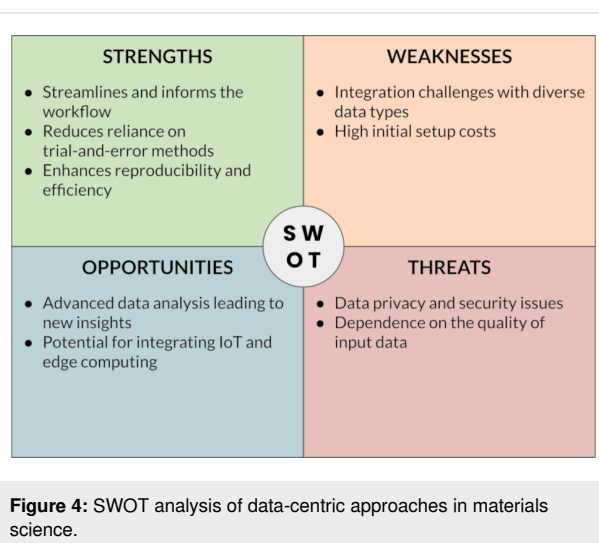 STRENGTHS
● Streamlines and informs the
workflow
● Reduces reliance on
trial-and-error methods
● Enhances reproducibility and
efficiency
WEAKNESSES
● Integration challenges with diverse
data types
● High initial setup costs
S W
O T
OPPORTUNITIES
● Advanced data analysis leading to
new insights
● Potential for integrating IoT and
edge computing
THREATS
● Data privacy and security issues
● Dependence on the quality of
input data
Figure 4: SWOT analysis of data-centric approaches in materials
science.